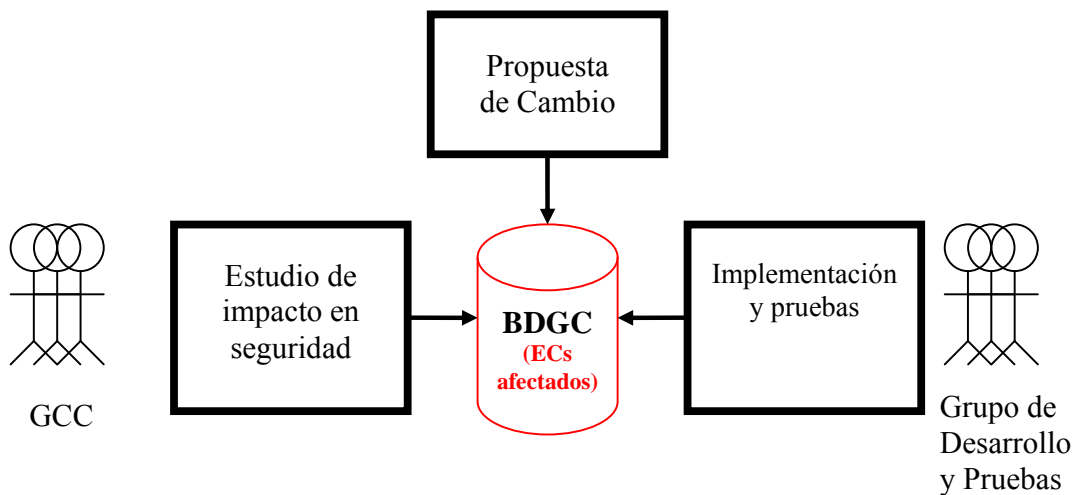 Propuesta
de Cambio
Estudio de
impacto en
seguridad
BDGC
(ECs
afectados)
Implementación
y pruebas
GCC
Grupo de
Desarrollo
y Pruebas